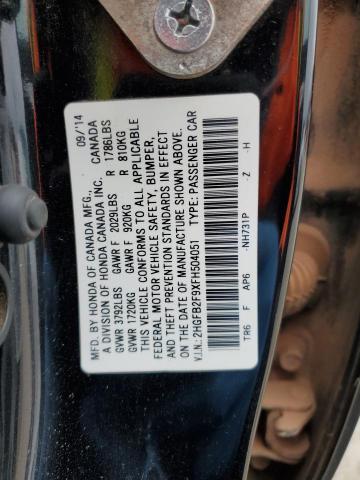 MFD. BY HONDA OF CANADA MFG. 09/'14
A DIVISION OF HONDA CANADA INC. CANADA
GVWR 3792LBS GAWR F 2029LBS R 1786LBS
GVWR 1720KG GAWR F 920KG R 810KG
THIS VEHICLE CONFORMS TO ALL APPLICABLE
FEDERAL MOTOR VEHICLE SAFETY, BUMPER,
AND THEFT PREVENTION STANDARDS IN EFFECT
ON THE DATE OF MANUFACTURE SHOWN ABOVE.
V.I.N.: 2HGFB2F9XFH504051 TYPE: PASSENGER CAR
TR6 F AP6 -NH731P -Z -H